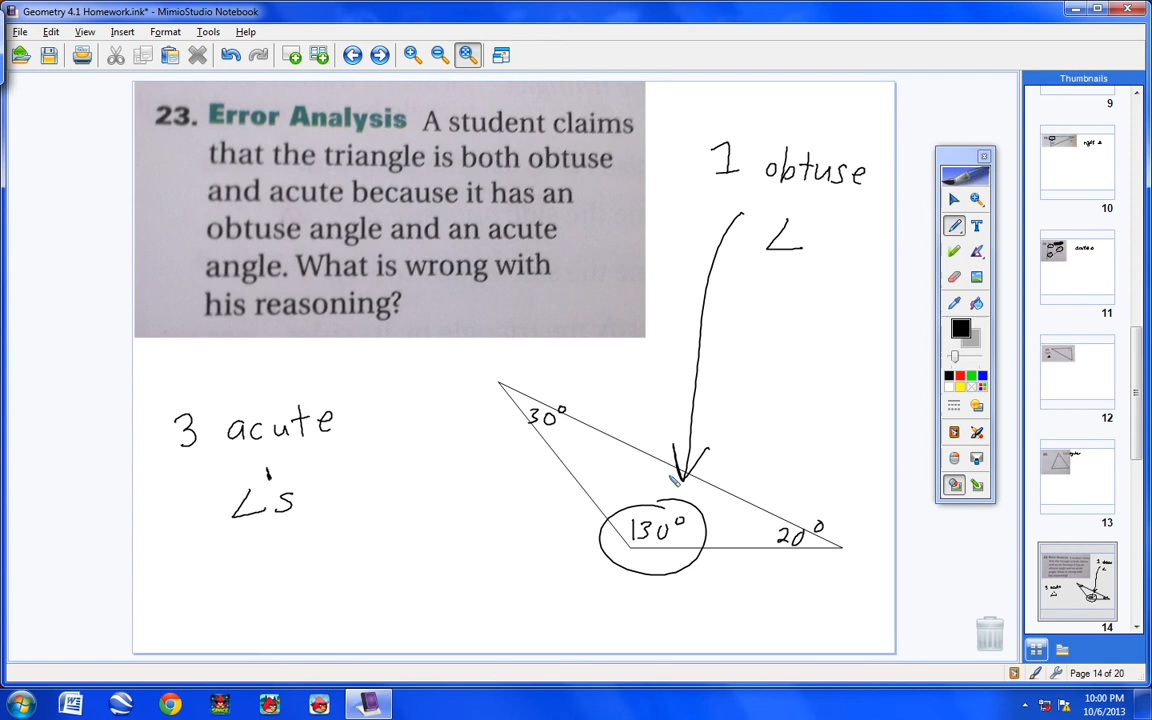 Geometry 4.1 Homework.ink* - MimioStudio Notebook
File Edit View Insert Format Tools Help
23. Error Analysis A student claims
that the triangle is both obtuse
and acute because it has an
obtuse angle and an acute
angle. What is wrong with
his reasoning?
1 obtuse
∠
3 acute
∠s
30°
130°
20°
T
Thumbnails
9
10
11
12
13
14
Page 14 of 20
10:00 PM
10/6/2013